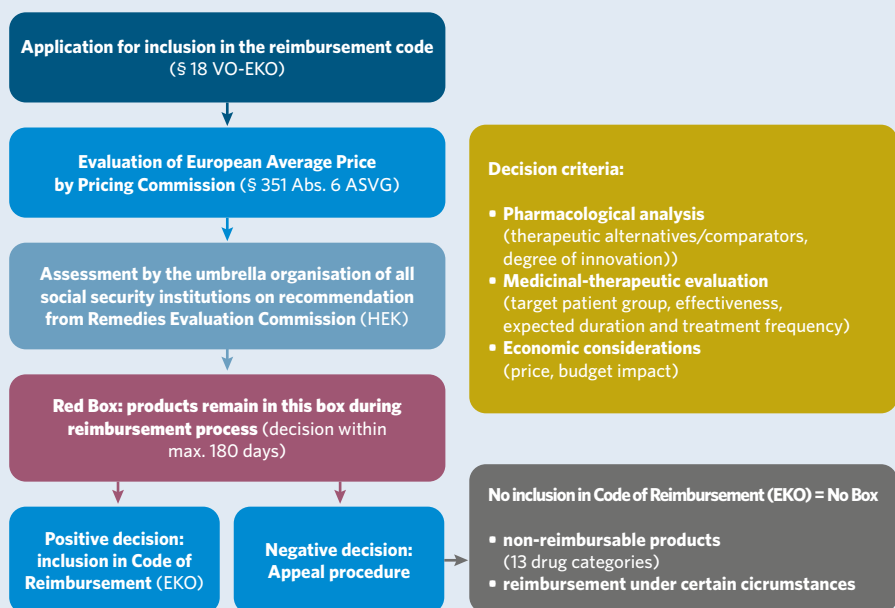 Application for inclusion in the reimbursement code
(§ 18 VO-EKO)
Evaluation of European Average Price
by Pricing Commission (§ 351 Abs. 6 ASVG)
Assessment by the umbrella organisation of all
social security institutions on recommendation
from Remedies Evaluation Commission (HEK)
Red Box: products remain in this box during
reimbursement process (decision within
max. 180 days)
Positive decision:
inclusion in Code of
Reimbursement (EKO)
Negative decision:
Appeal procedure
Decision criteria:
• Pharmacological analysis
(therapeutic alternatives/comparators,
degree of innovation))
• Medicinal-therapeutic evaluation
(target patient group, effectiveness,
expected duration and treatment frequency)
• Economic considerations
(price, budget impact)
No inclusion in Code of Reimbursement (EKO) = No Box
• non-reimbursable products
(13 drug categories)
• reimbursement under certain cicrumstances